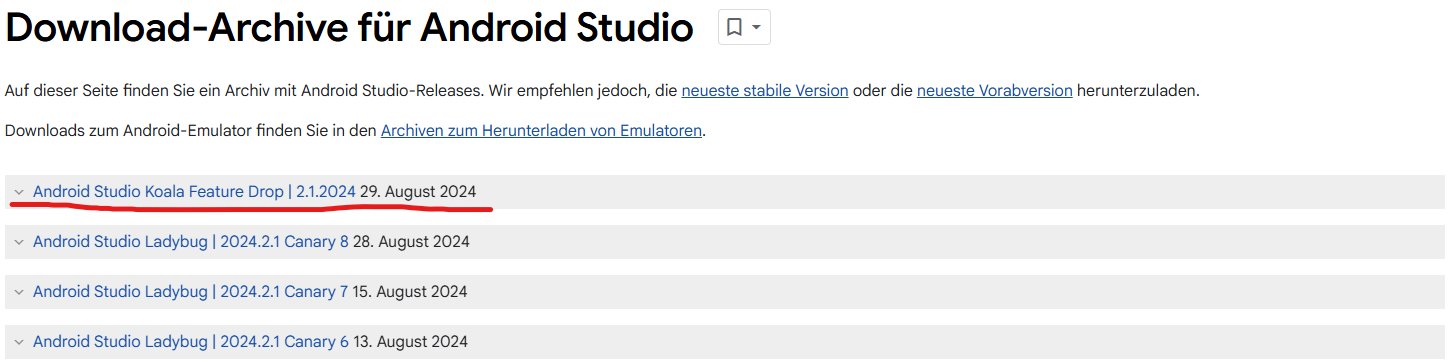 Download-Archive für Android Studio
Auf dieser Seite finden Sie ein Archiv mit Android Studio-Releases. Wir empfehlen jedoch, die neueste stabile Version oder die neueste Vorabversion herunterzuladen.
Downloads zum Android-Emulator finden Sie in den Archiven zum Herunterladen von Emulatoren.
Android Studio Koala Feature Drop | 2.1.2024 29. August 2024
Android Studio Ladybug | 2024.2.1 Canary 8 28. August 2024
Android Studio Ladybug | 2024.2.1 Canary 7 15. August 2024
Android Studio Ladybug | 2024.2.1 Canary 6 13. August 2024